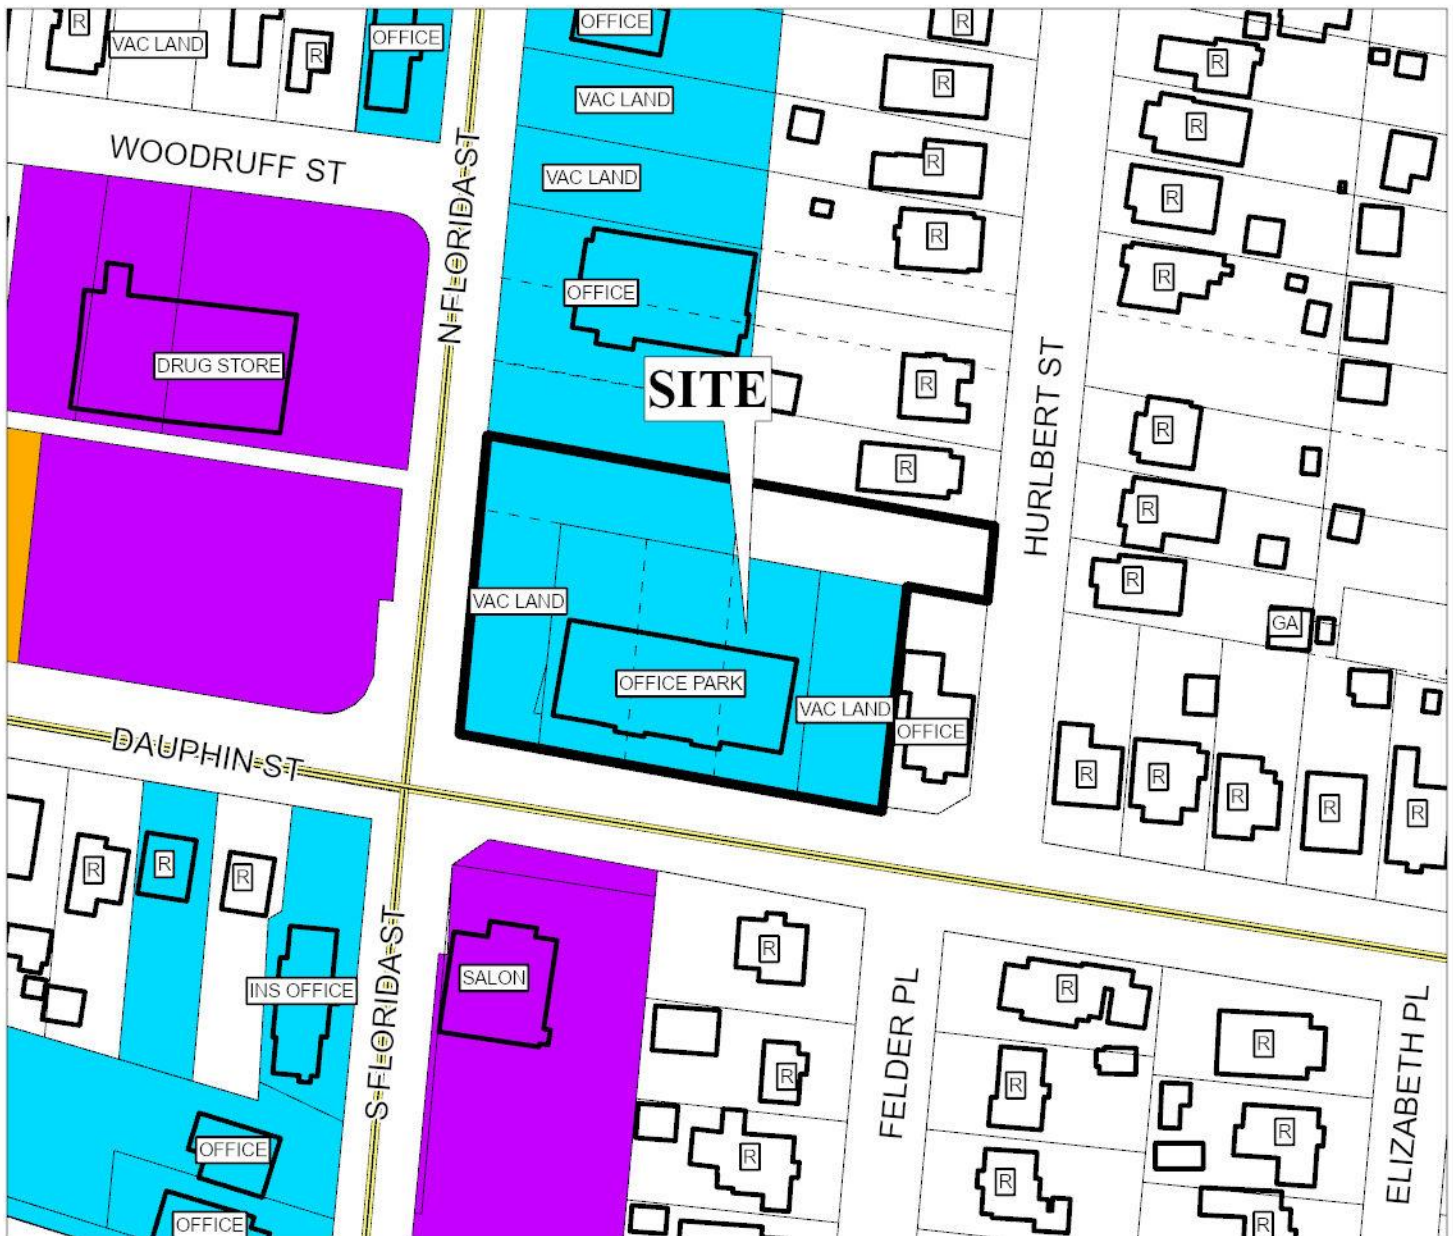 R
OFFICE
OFFICE
R
VAC LAND
R
R
R
R
VAC LAND
R
WOODRUFF ST
VAC LAND
R
R
R
R
N FLORIDA ST
OFFICE
R
DRUG STORE
SITE
R
HURLBERT ST
R
R
R
R
VAC LAND
GA
OFFICE PARK
VAC LAND
OFFICE
DAUPHIN ST
R
R
R
R
R
R
R
R
INS OFFICE
SALON
R
S FLORIDA ST
FELDER PL
R
ELIZABETH PL
R
R
R
OFFICE
R
R
R
OFFICE
R